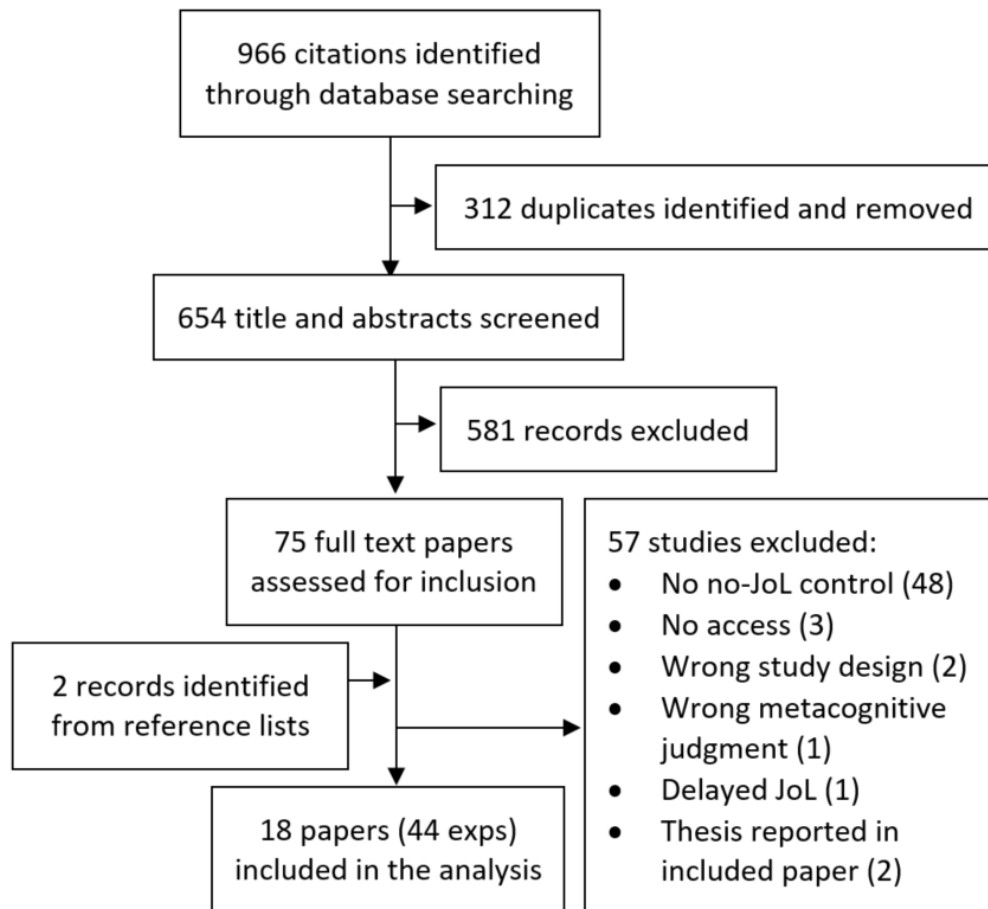 966 citations identified
through database searching
312 duplicates identified and removed
654 title and abstracts screened
581 records excluded
75 full text papers
assessed for inclusion
57 studies excluded:
• No no-JoL control (48)
• No access (3)
• Wrong study design (2)
• Wrong metacognitive
judgment (1)
• Delayed JoL (1)
• Thesis reported in
included paper (2)
2 records identified
from reference lists
18 papers (44 exps)
included in the analysis